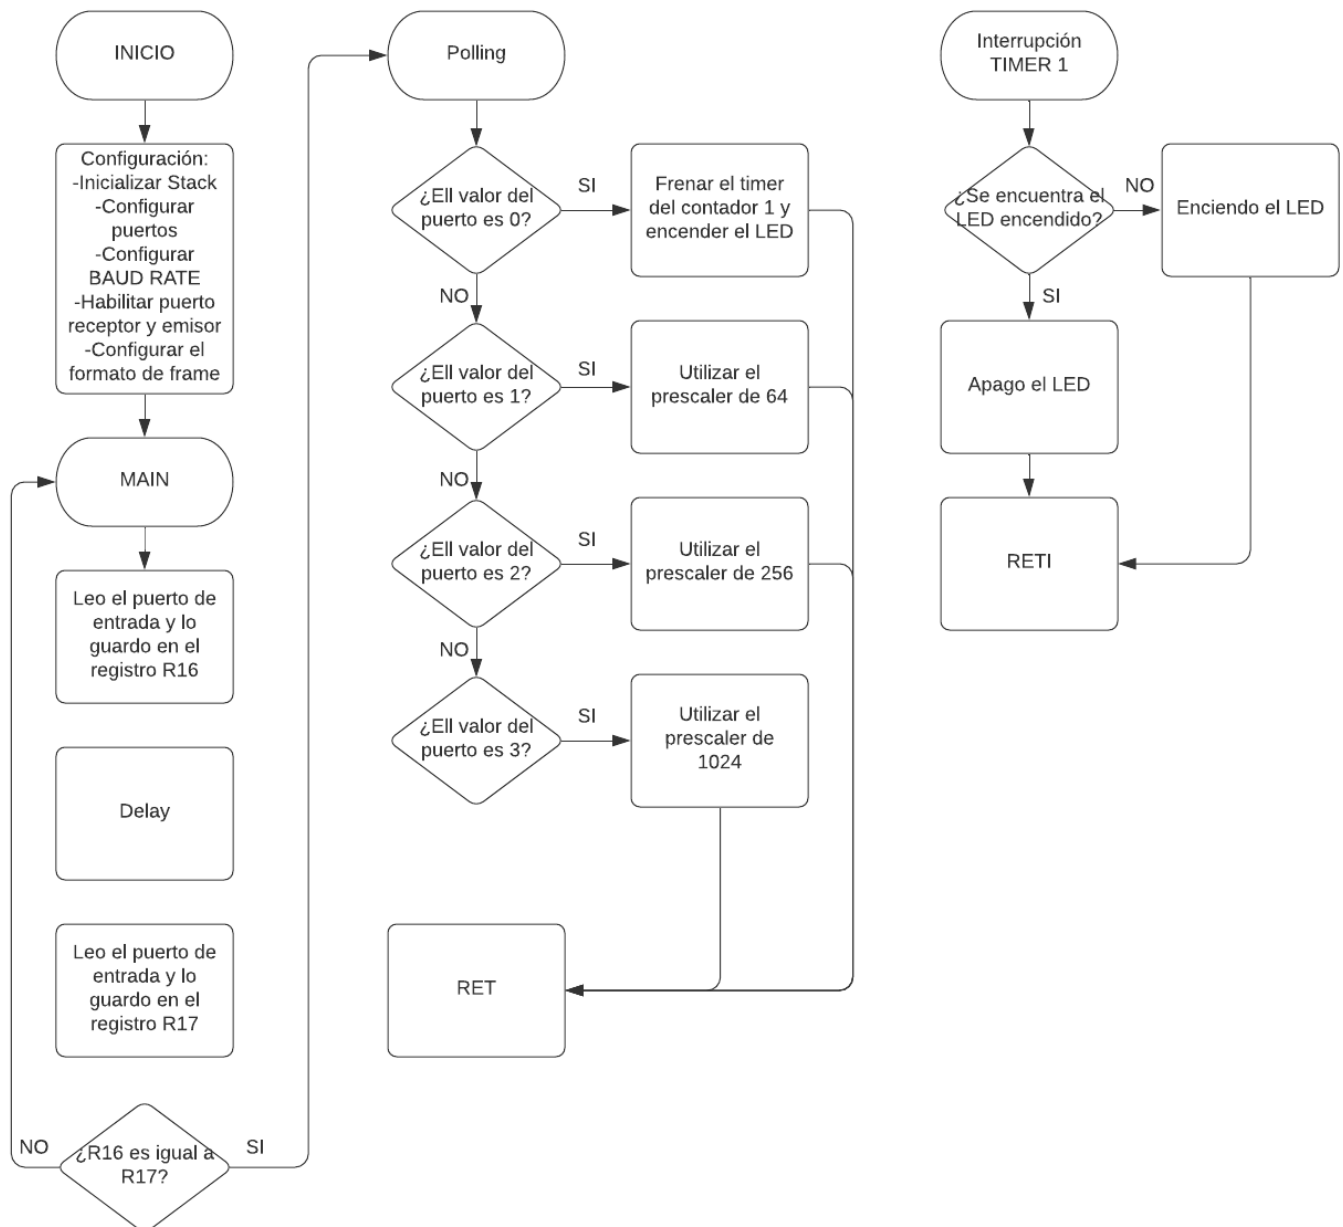 INICIO
Configuración:
-Inicializar Stack
-Configurar
puertos
-Configurar
BAUD RATE
-Habilitar puerto
receptor y emisor
-Configurar el
formato de frame
MAIN
Leo el puerto de
entrada y lo
guardo en el
registro R16
Delay
Leo el puerto de
entrada y lo
guardo en el
registro R17
¿R16 es igual a
R17?
NO
SI
Polling
¿Ell valor del
puerto es 0?
SI
Frenar el timer
del contador 1 y
encender el LED
NO
¿Ell valor del
puerto es 1?
SI
Utilizar el
prescaler de 64
NO
¿Ell valor del
puerto es 2?
SI
Utilizar el
prescaler de 256
NO
¿Ell valor del
puerto es 3?
SI
Utilizar el
prescaler de
1024
RET
Interrupción
TIMER 1
¿Se encuentra el
LED encendido?
NO
Enciendo el LED
SI
Apago el LED
RETI